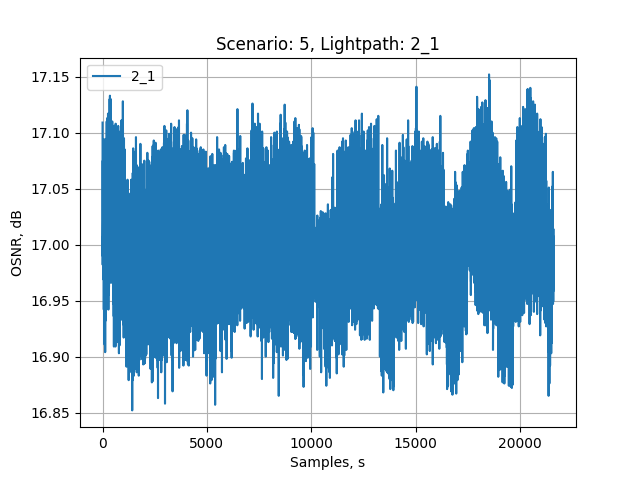 Scenario: 5, Lightpath: 2_1
2_1
17.15
17.10
17.05
17.00
16.95
16.90
16.85
OSNR, dB
0 5000 10000 15000 20000
Samples, s